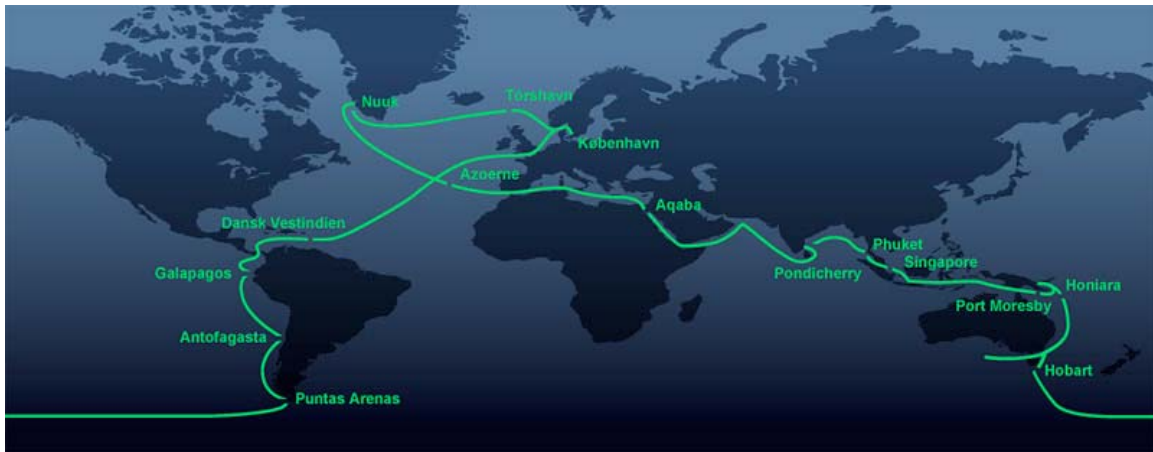 Nuuk
Tórshavn
København
Azoerne
Aqaba
Dansk Vestindien
Phuket
Singapore
Galapagos
Pondicherry
Honiara
Port Moresby
Antofagasta
Hobart
Puntas Arenas